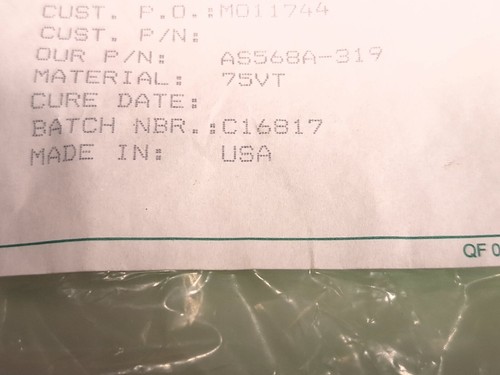 CUST. P.O.:M011744
CUST. P/N:
OUR P/N: AS568A-319
MATERIAL: 75VT
CURE DATE:
BATCH NBR.:C16817
MADE IN: USA
QF 0